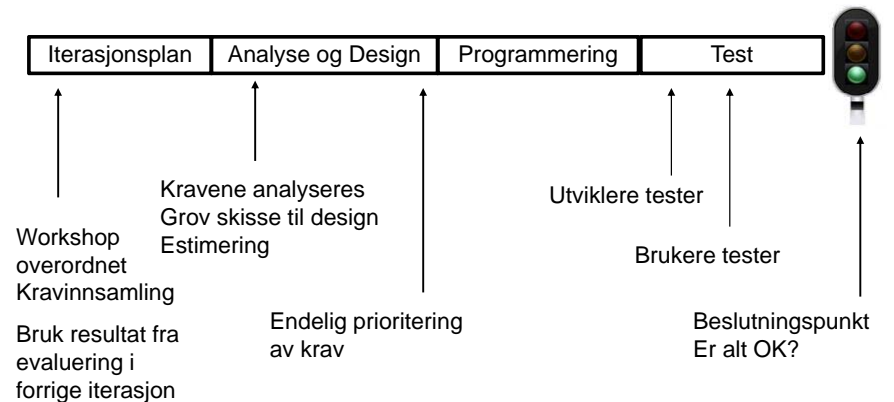 Iterasjonsplan
Analyse og Design
Programmering
Test
Workshop
overordnet
Kravinnsamling
Bruk resultat fra
evaluering i
forrige iterasjon
Kravene analyseres
Grov skisse til design
Estimering
Endelig prioritering
av krav
Utviklere tester
Brukere tester
Beslutningspunkt
Er alt OK?